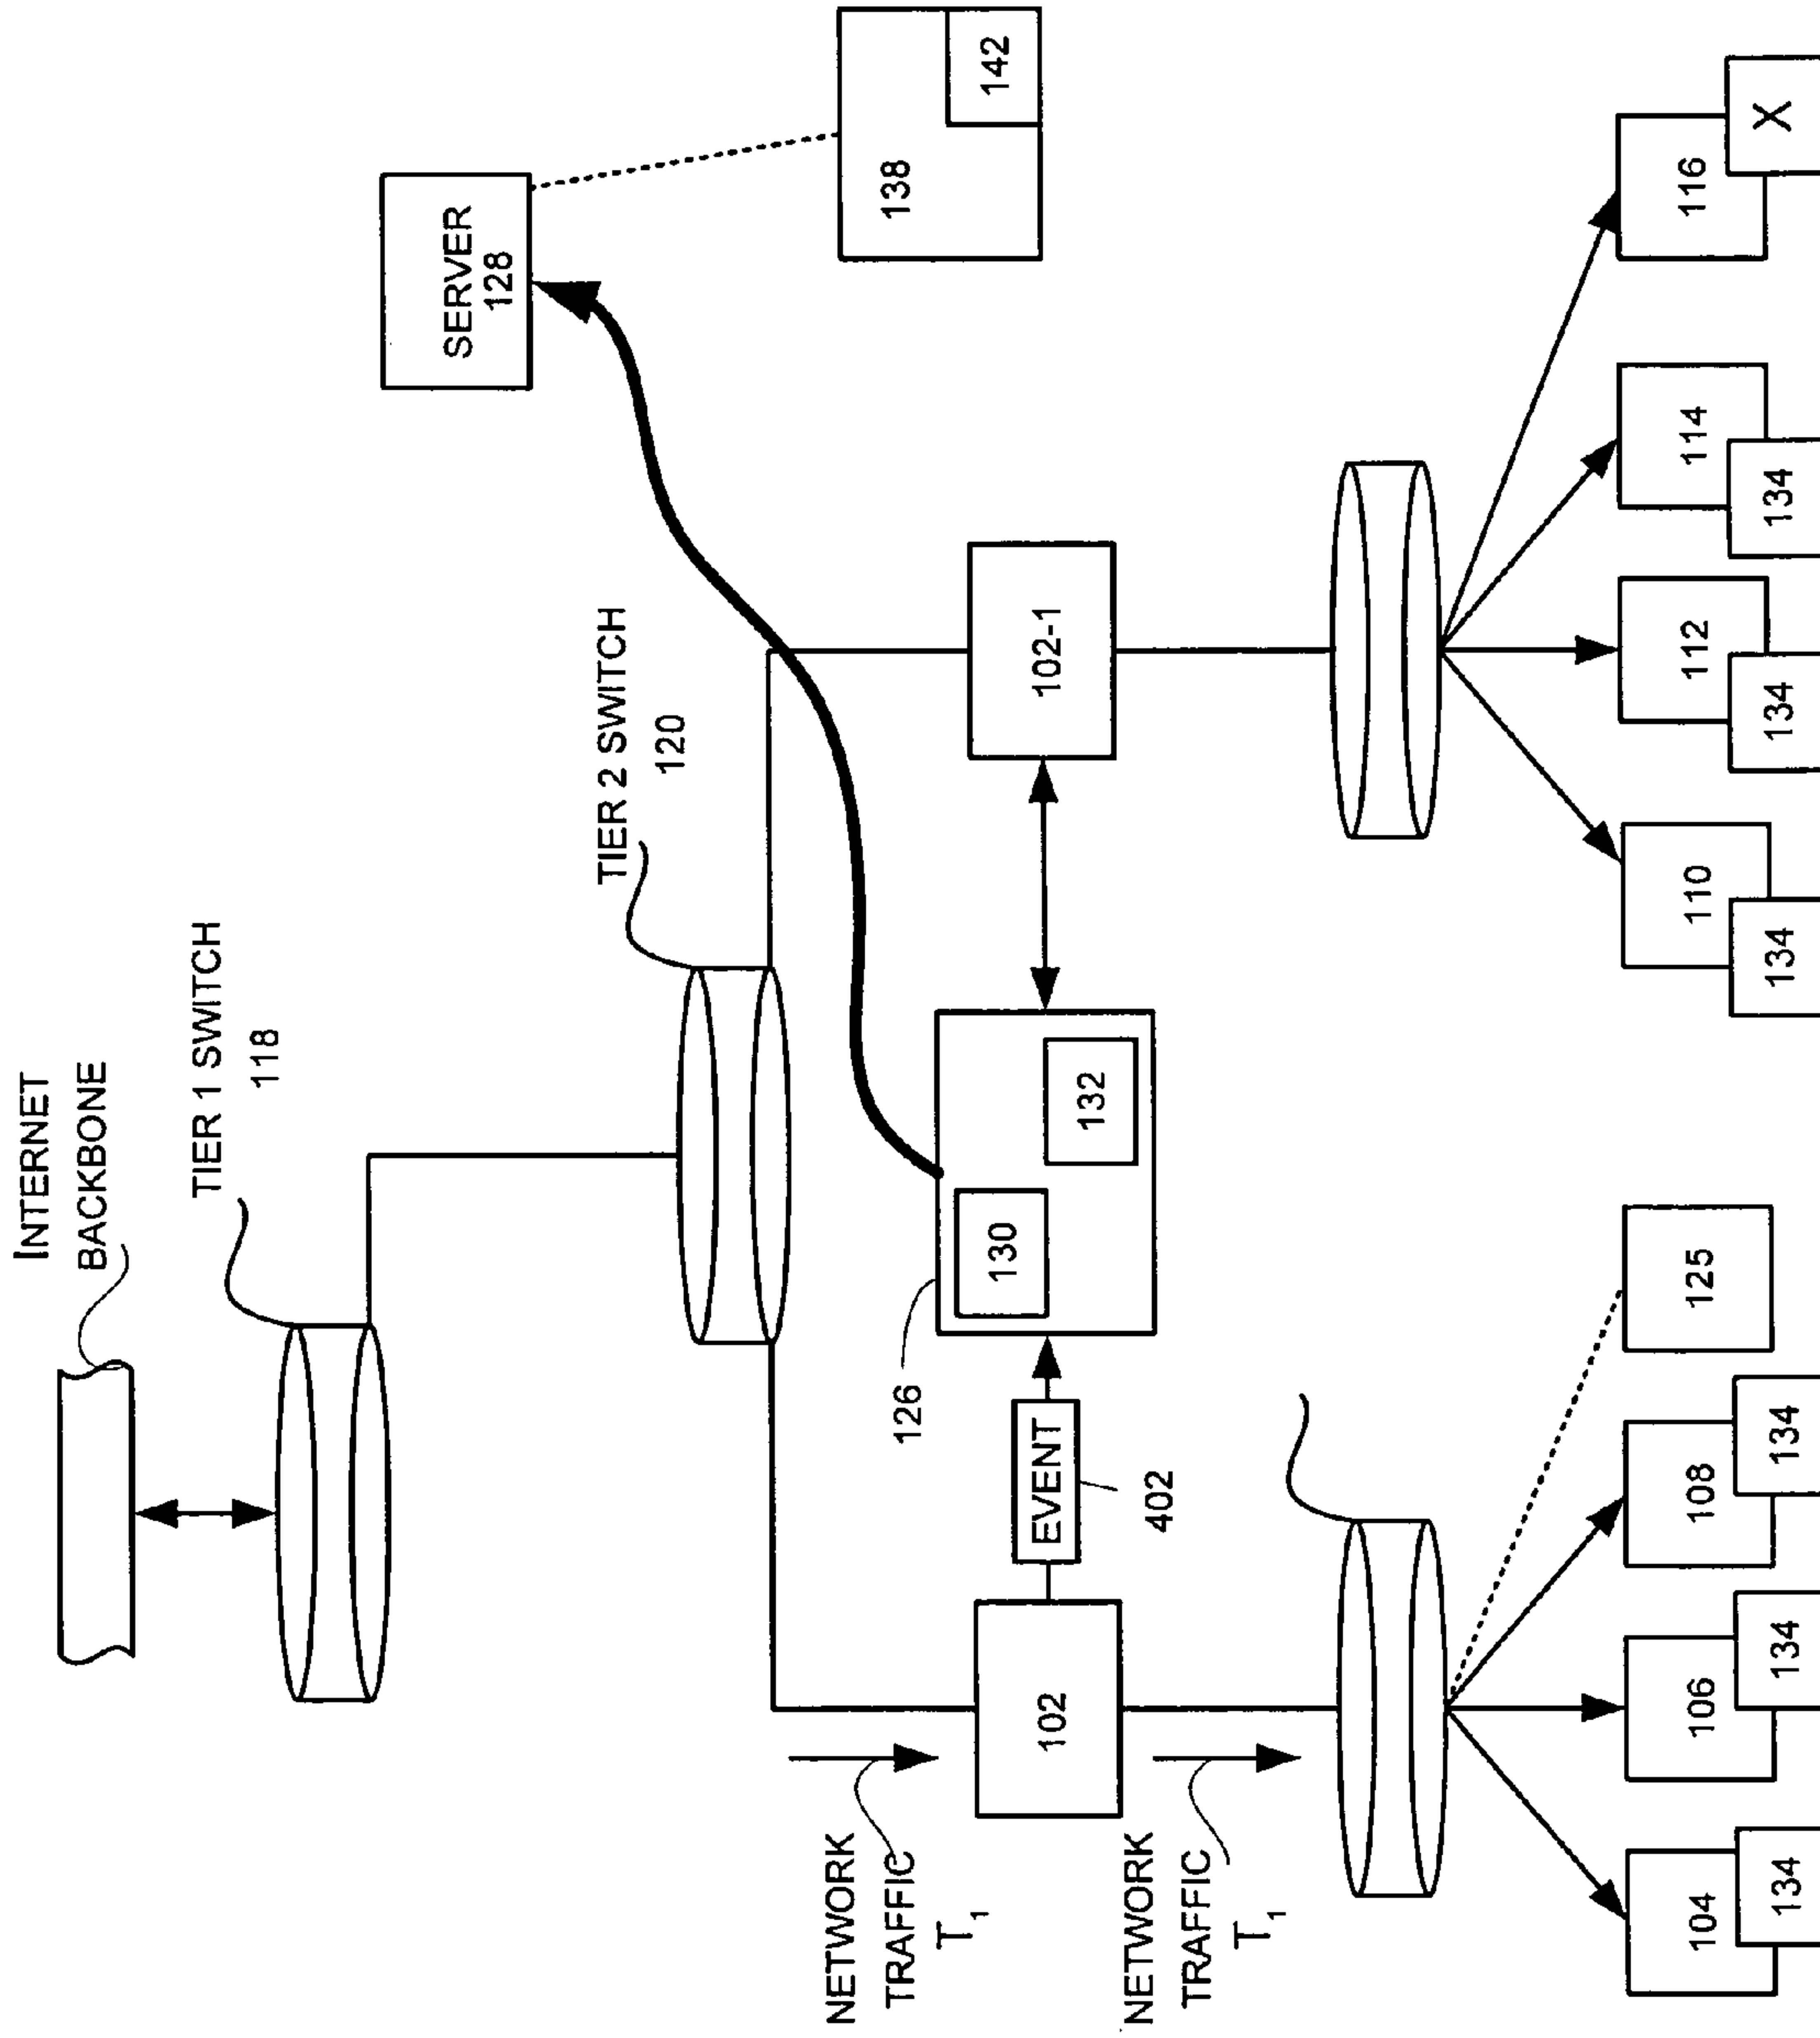 INTERNET
BACKBONE
TIER 1 SWITCH
118
TIER 2 SWITCH
120
SERVER
128
138
142
NETWORK
TRAFFIC
T1
102
EVENT
402
126
130
132
102-1
NETWORK
TRAFFIC
T1
104
134
106
134
108
134
125
110
134
112
134
114
134
116
X